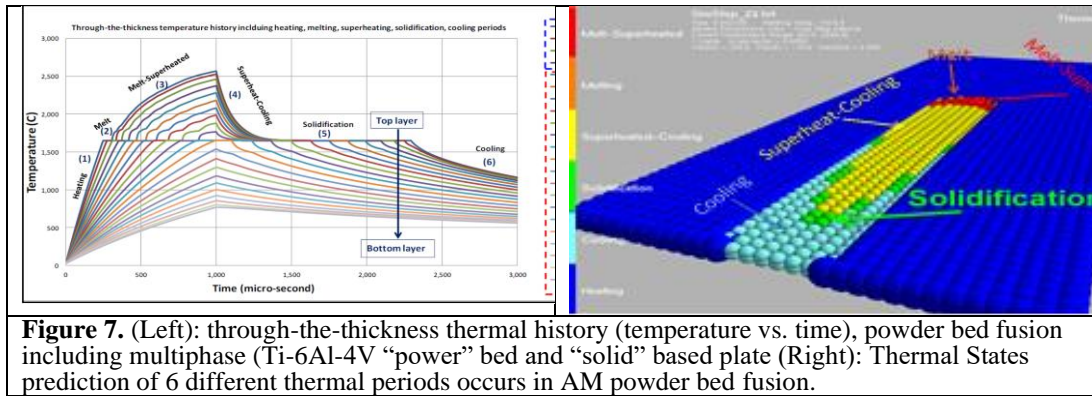 Through-the-thickness temperature history inlduing heating, melting, superheating, solidification, cooling periods
3,000
2,500
2,000
1,500
1,000
500
0
Temperature (C)
0
500
1,000
1,500
2,000
2,500
3,000
Time (micro-second)
(1)
Heating
Melt
(2)
Melt-Superheated
(3)
(4)
Superheat-Cooling
Solidification
(5)
Top layer
Bottom layer
Cooling
(6)
Melt-Superheated
Melting
Superheated-Cooling
Solidification
Heating
Superheat-Cooling
Cooling
Solidification
Figure 7. (Left): through-the-thickness thermal history (temperature vs. time), powder bed fusion
including multiphase (Ti-6Al-4V “power” bed and “solid” based plate (Right): Thermal States
prediction of 6 different thermal periods occurs in AM powder bed fusion.